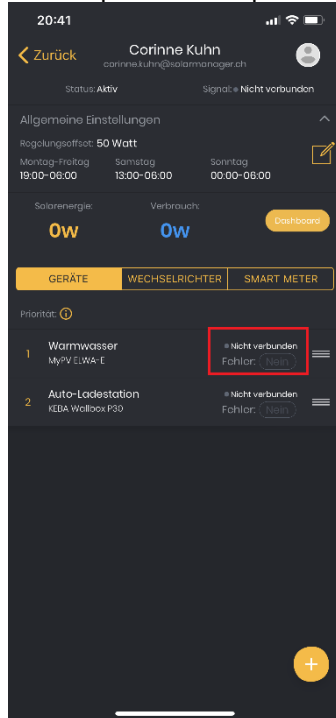 20:41
Zurück
Corinne Kuhn
corinne.kuhn@solarmanager.ch
Status: Aktiv
Signal: Nicht verbunden
Allgemeine Einstellungen
Regelungsoffset: 50 Watt
Montag-Freitag Samstag Sonntag
19:00-06:00 13:00-06:00 00:00-06:00
Solarenergie: Verbrauch:
0w 0w
Dashboard
GERÄTE WECHSELRICHTER SMART METER
Priorität:
1 Warmwasser Nicht verbunden
MyPV ELWA-E Fehler: Nein
2 Auto-Ladestation Nicht verbunden
KEBA Wallbox P30 Fehler: Nein